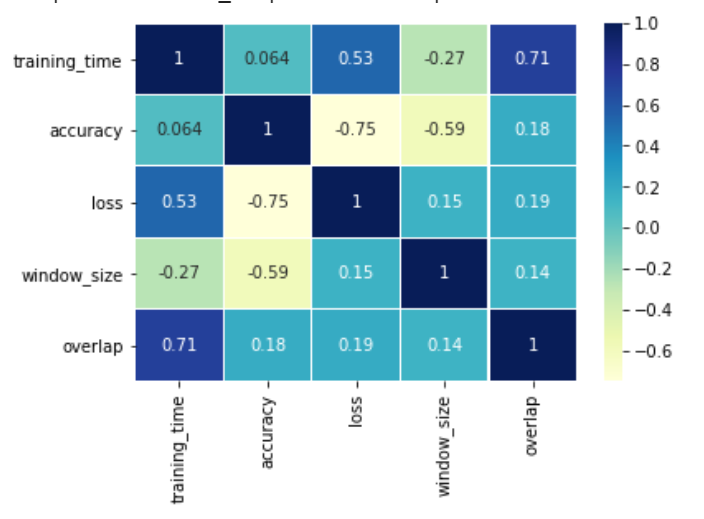 1.0
training_time 1 0.064 0.53 -0.27 0.71
0.8
accuracy 0.064 1 -0.75 -0.59 0.18
0.6
0.4
loss 0.53 -0.75 1 0.15 0.19
0.2
0.0
window_size -0.27 -0.59 0.15 1 0.14
−0.2
−0.4
overlap 0.71 0.18 0.19 0.14 1
−0.6
training_time
accuracy
loss
window_size
overlap